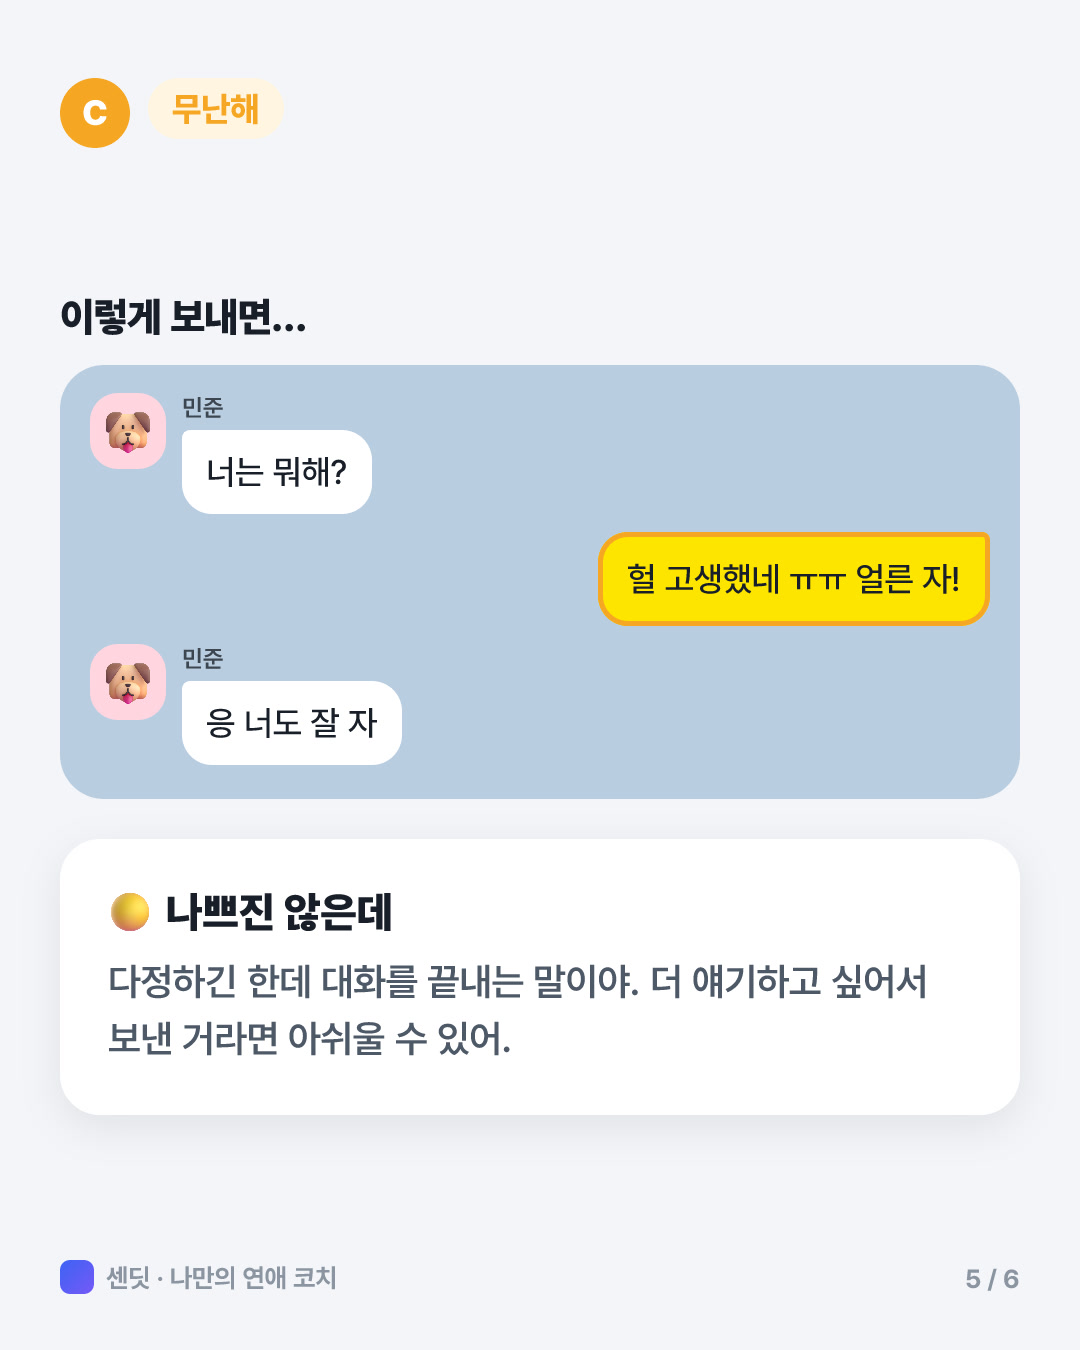 C 무난해
이렇게 보내면...
민준
너는 뭐해?
헐 고생했네 ㅠㅠ 얼른 자!
민준
응 너도 잘 자
나쁘진 않은데
다정하긴 한데 대화를 끝내는 말이야. 더 얘기하고 싶어서
보낸 거라면 아쉬울 수 있어.
센딧 · 나만의 연애 코치
5 / 6